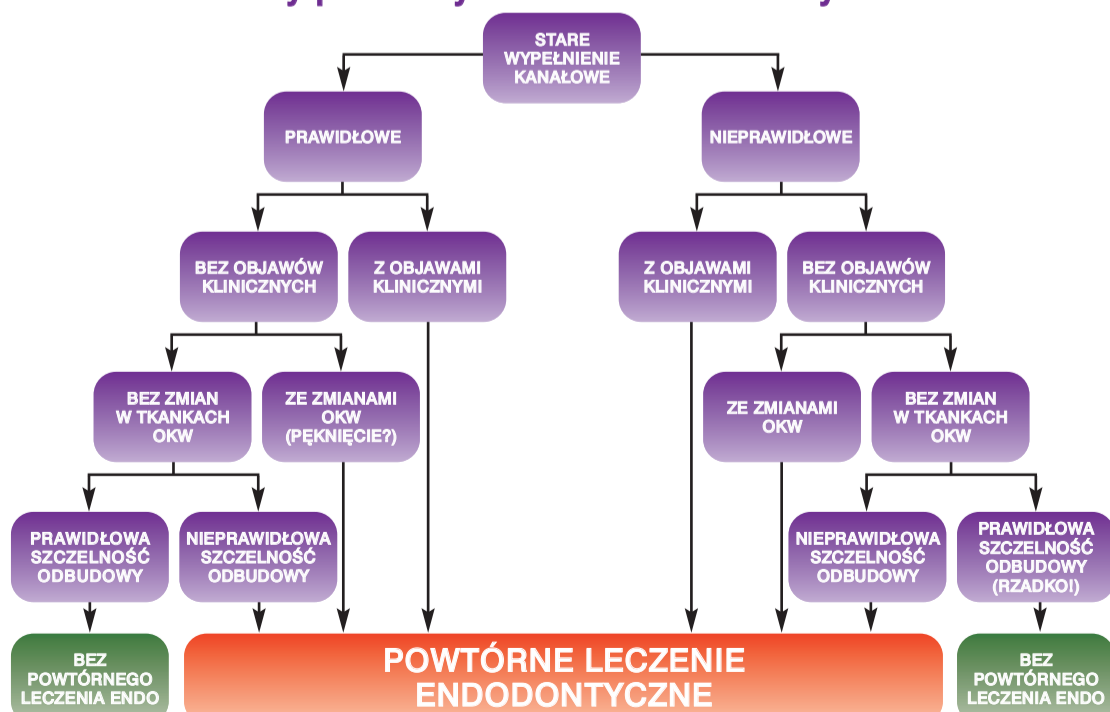 STARE
WYPEŁNIENIE
KANAŁOWE
PRAWIDŁOWE
NIEPRAWIDŁOWE
BEZ OBJAWÓW
KLINICZNYCH
Z OBJAWAMI
KLINICZNYMI
Z OBJAWAMI
KLINICZNYMI
BEZ OBJAWÓW
KLINICZNYCH
BEZ ZMIAN
W TKANKACH
OKW
ZE ZMIANAMI
OKW
(PĘKNIĘCIE?)
ZE ZMIANAMI
OKW
BEZ ZMIAN
W TKANKACH
OKW
PRAWIDŁOWA
SZCZELNOŚĆ
ODBUDOWY
NIEPRAWIDŁOWA
SZCZELNOŚĆ
ODBUDOWY
NIEPRAWIDŁOWA
SZCZELNOŚĆ
ODBUDOWY
PRAWIDŁOWA
SZCZELNOŚĆ
ODBUDOWY
(RZADKO!)
BEZ
POWTÓRNEGO
LECZENIA ENDO
POWTÓRNE LECZENIE
ENDODONTYCZNE
BEZ
POWTÓRNEGO
LECZENIA ENDO